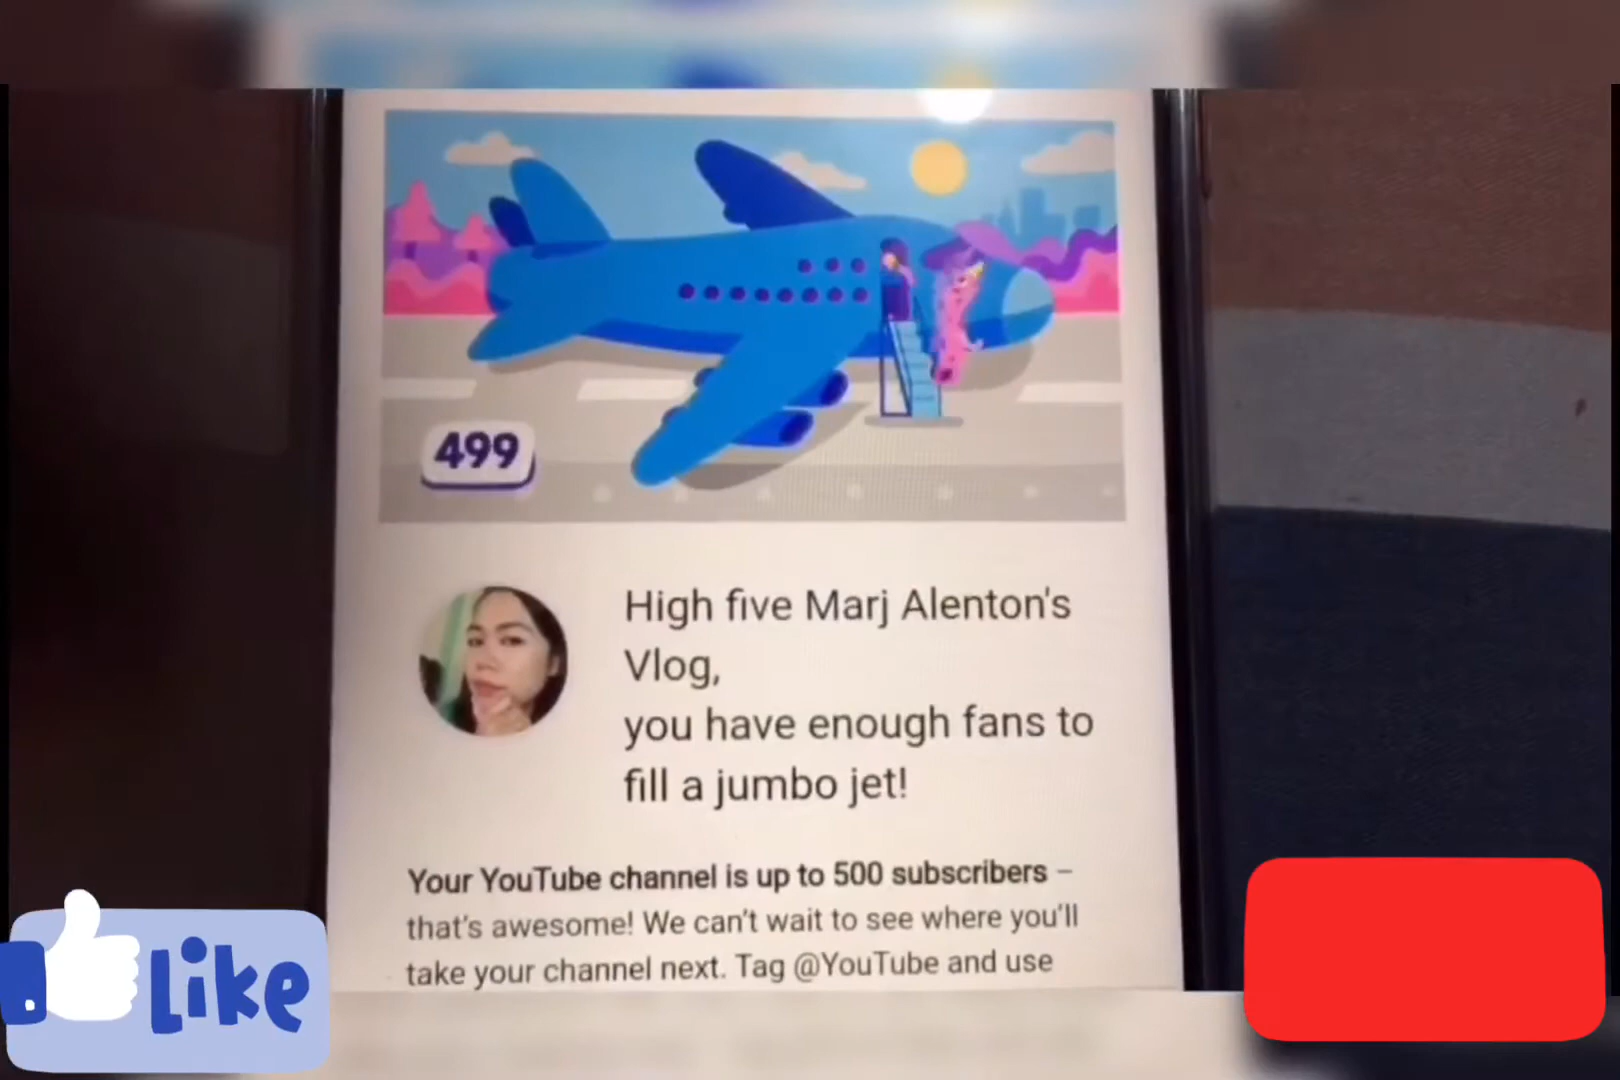 499
High five Marj Alenton's
Vlog,
you have enough fans to
fill a jumbo jet!
Your YouTube channel is up to 500 subscribers –
that's awesome! We can't wait to see where you'll
take your channel next. Tag @YouTube and use
Like